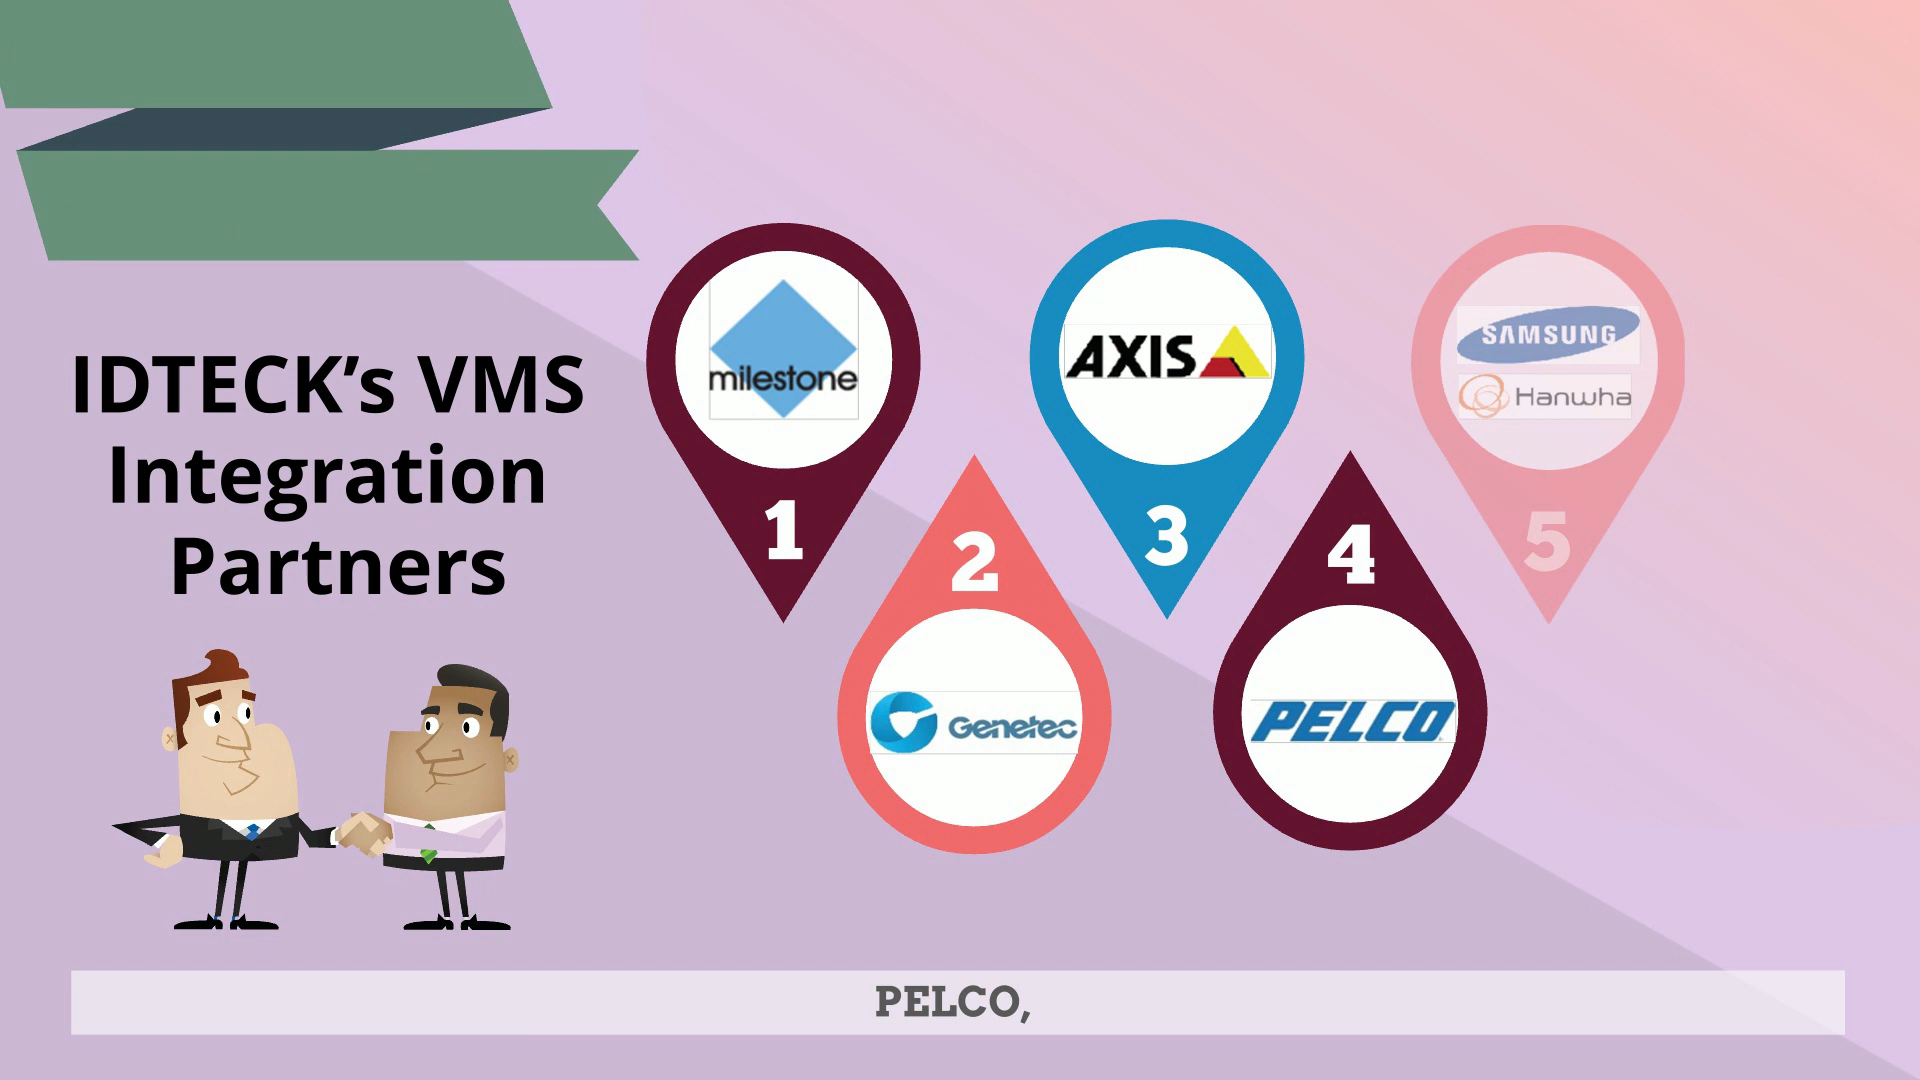 IDTECK’s VMS
Integration
Partners
milestone
1
2
Genetec
AXIS
3
4
PELCO
SAMSUNG
Hanwha
5
PELCO,